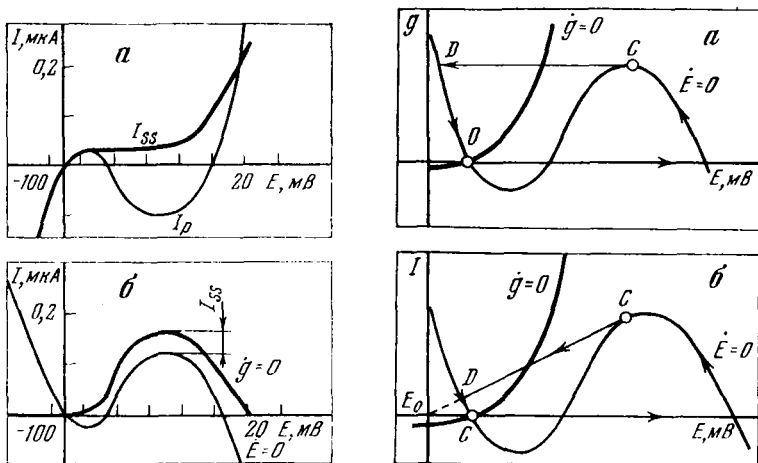 I, мкА
а
0,2
I_ss
-100
20 E, мВ
I_p
I, мкА
б
0,2
I_ss
ġ = 0
-100
20 E, мВ
Ė = 0
g
D
ġ = 0
C
а
Ė = 0
O
E, мВ
I
ġ = 0
C
б
D
Ė = 0
E_0
C
E, мВ